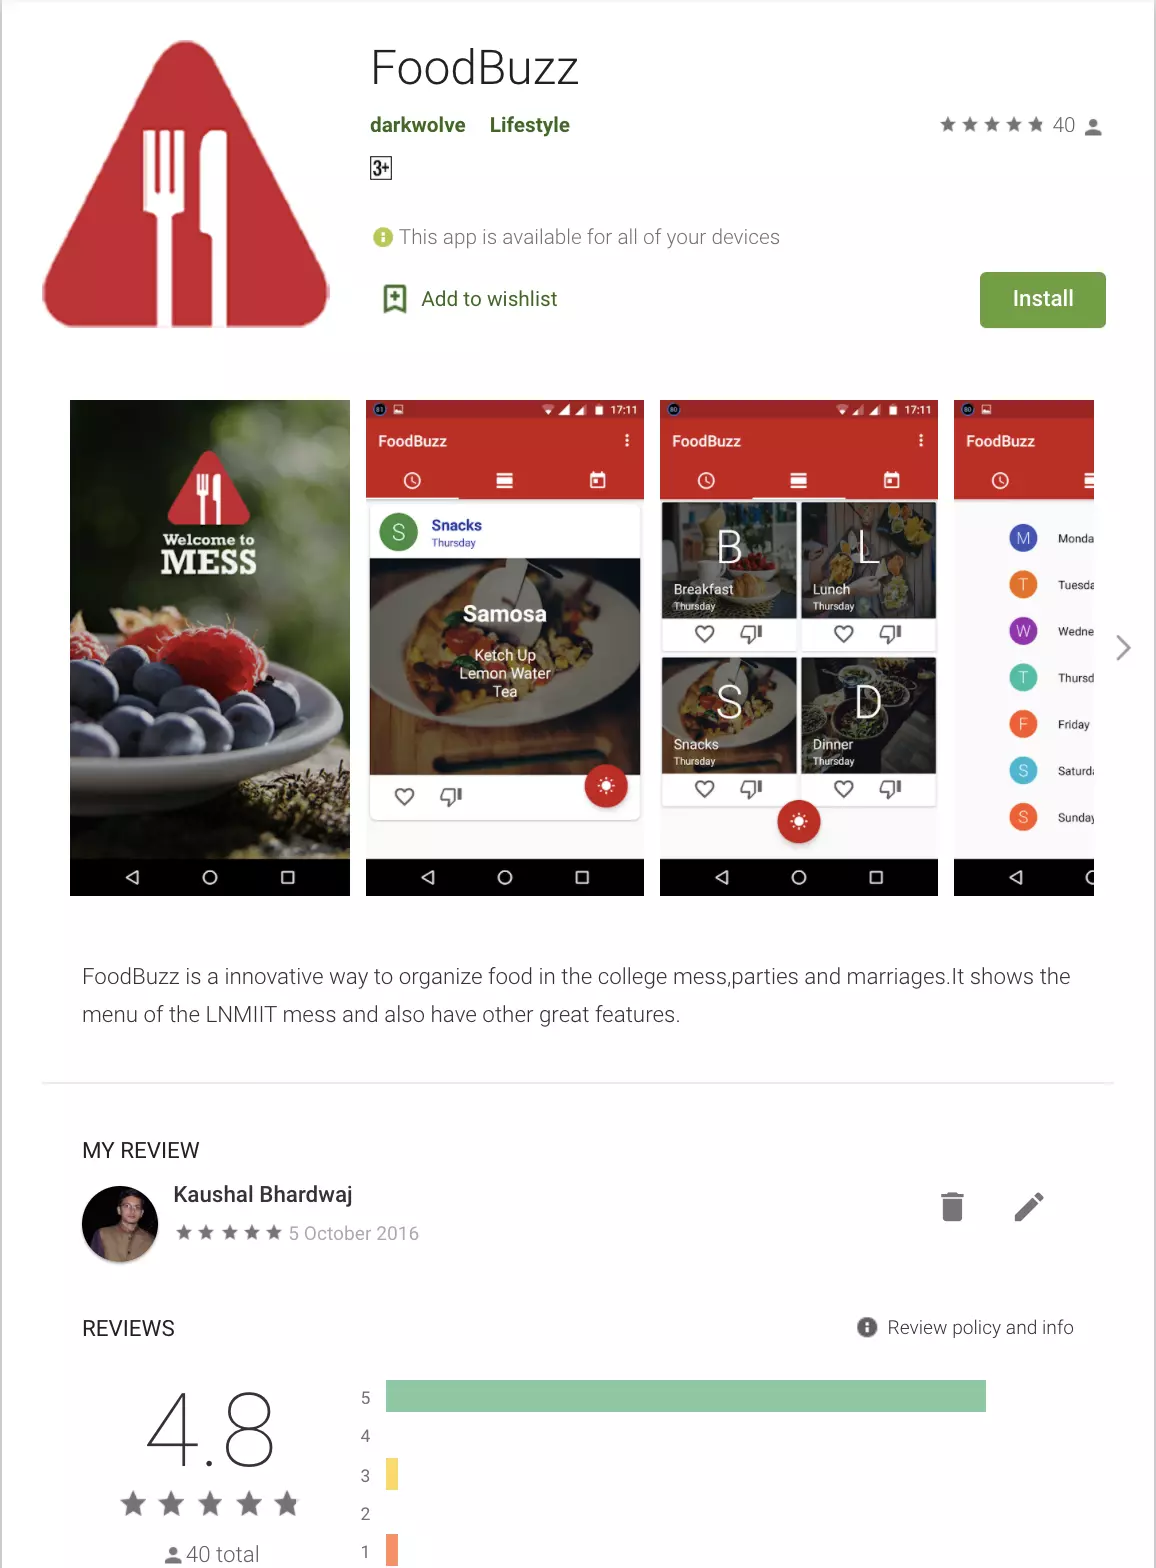 FoodBuzz
darkwolve Lifestyle
40
3+
This app is available for all of your devices
Add to wishlist
Install
Welcome to
MESS
81
17:11
FoodBuzz
S
Snacks
Thursday
Samosa
Ketch Up
Lemon Water
Tea
80
17:11
FoodBuzz
B
Breakfast
Thursday
L
Lunch
Thursday
S
Snacks
Thursday
D
Dinner
Thursday
80
FoodBuzz
M Monda
T Tuesda
W Wedne
T Thursd
F Friday
S Saturd
S Sunday
FoodBuzz is a innovative way to organize food in the college mess,parties and marriages.It shows the
menu of the LNMIIT mess and also have other great features.
MY REVIEW
Kaushal Bhardwaj
5 October 2016
REVIEWS
Review policy and info
4.8
40 total
5
4
3
2
1